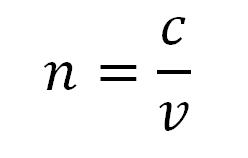 n = c/v